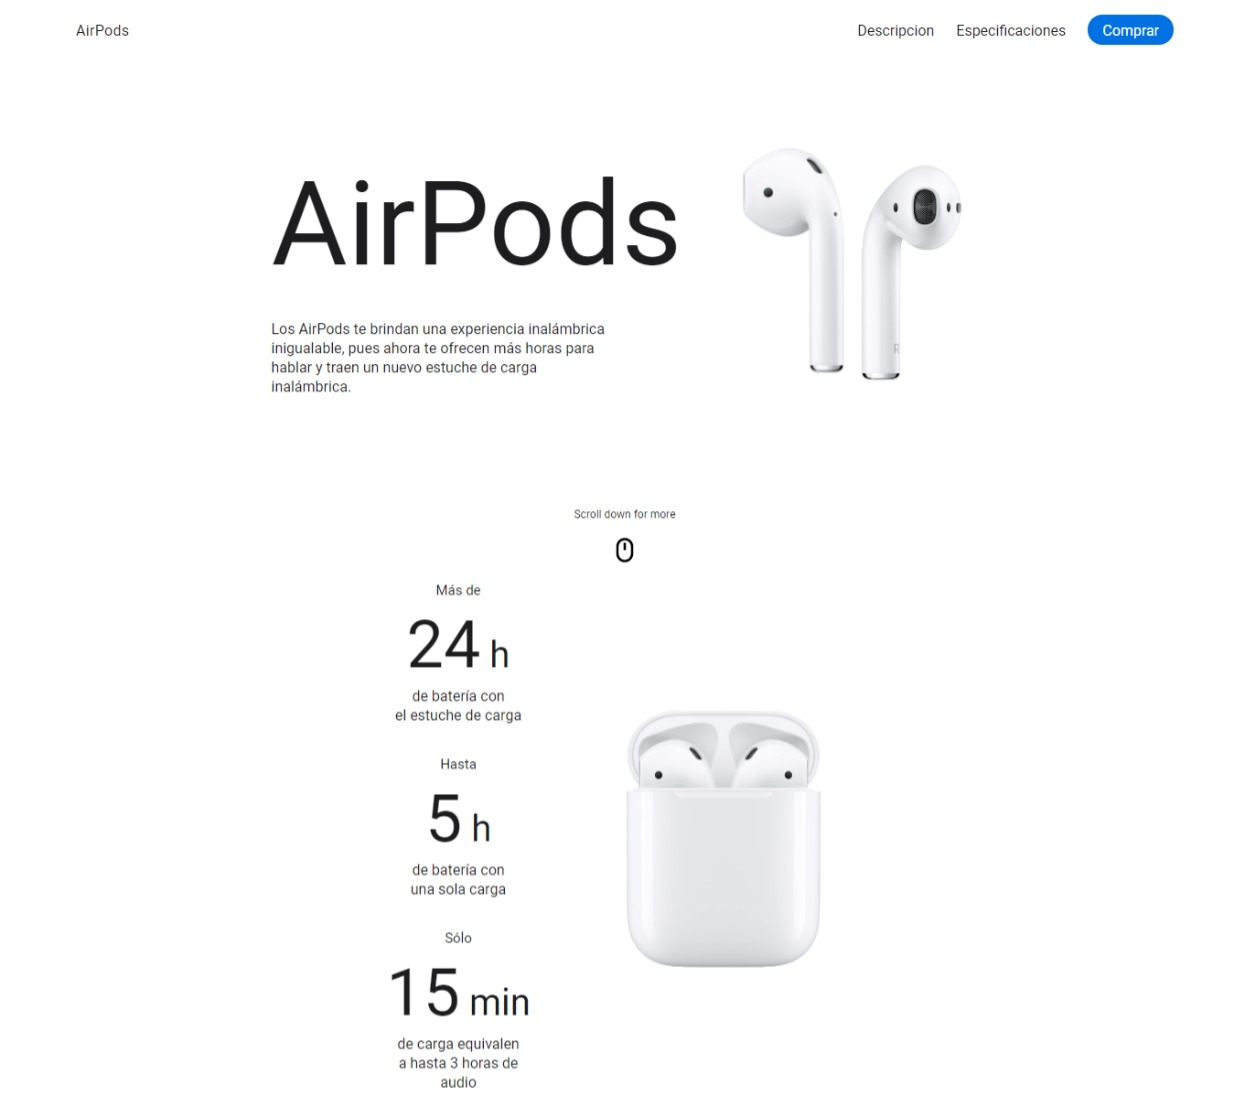 AirPods
Descripcion
Especificaciones
Comprar
AirPods
Los AirPods te brindan una experiencia inalámbrica
inigualable, pues ahora te ofrecen más horas para
hablar y traen un nuevo estuche de carga
inalámbrica.
R
Scroll down for more
Más de
24 h
de batería con
el estuche de carga
Hasta
5 h
de batería con
una sola carga
Sólo
15 min
de carga equivalen
a hasta 3 horas de
audio